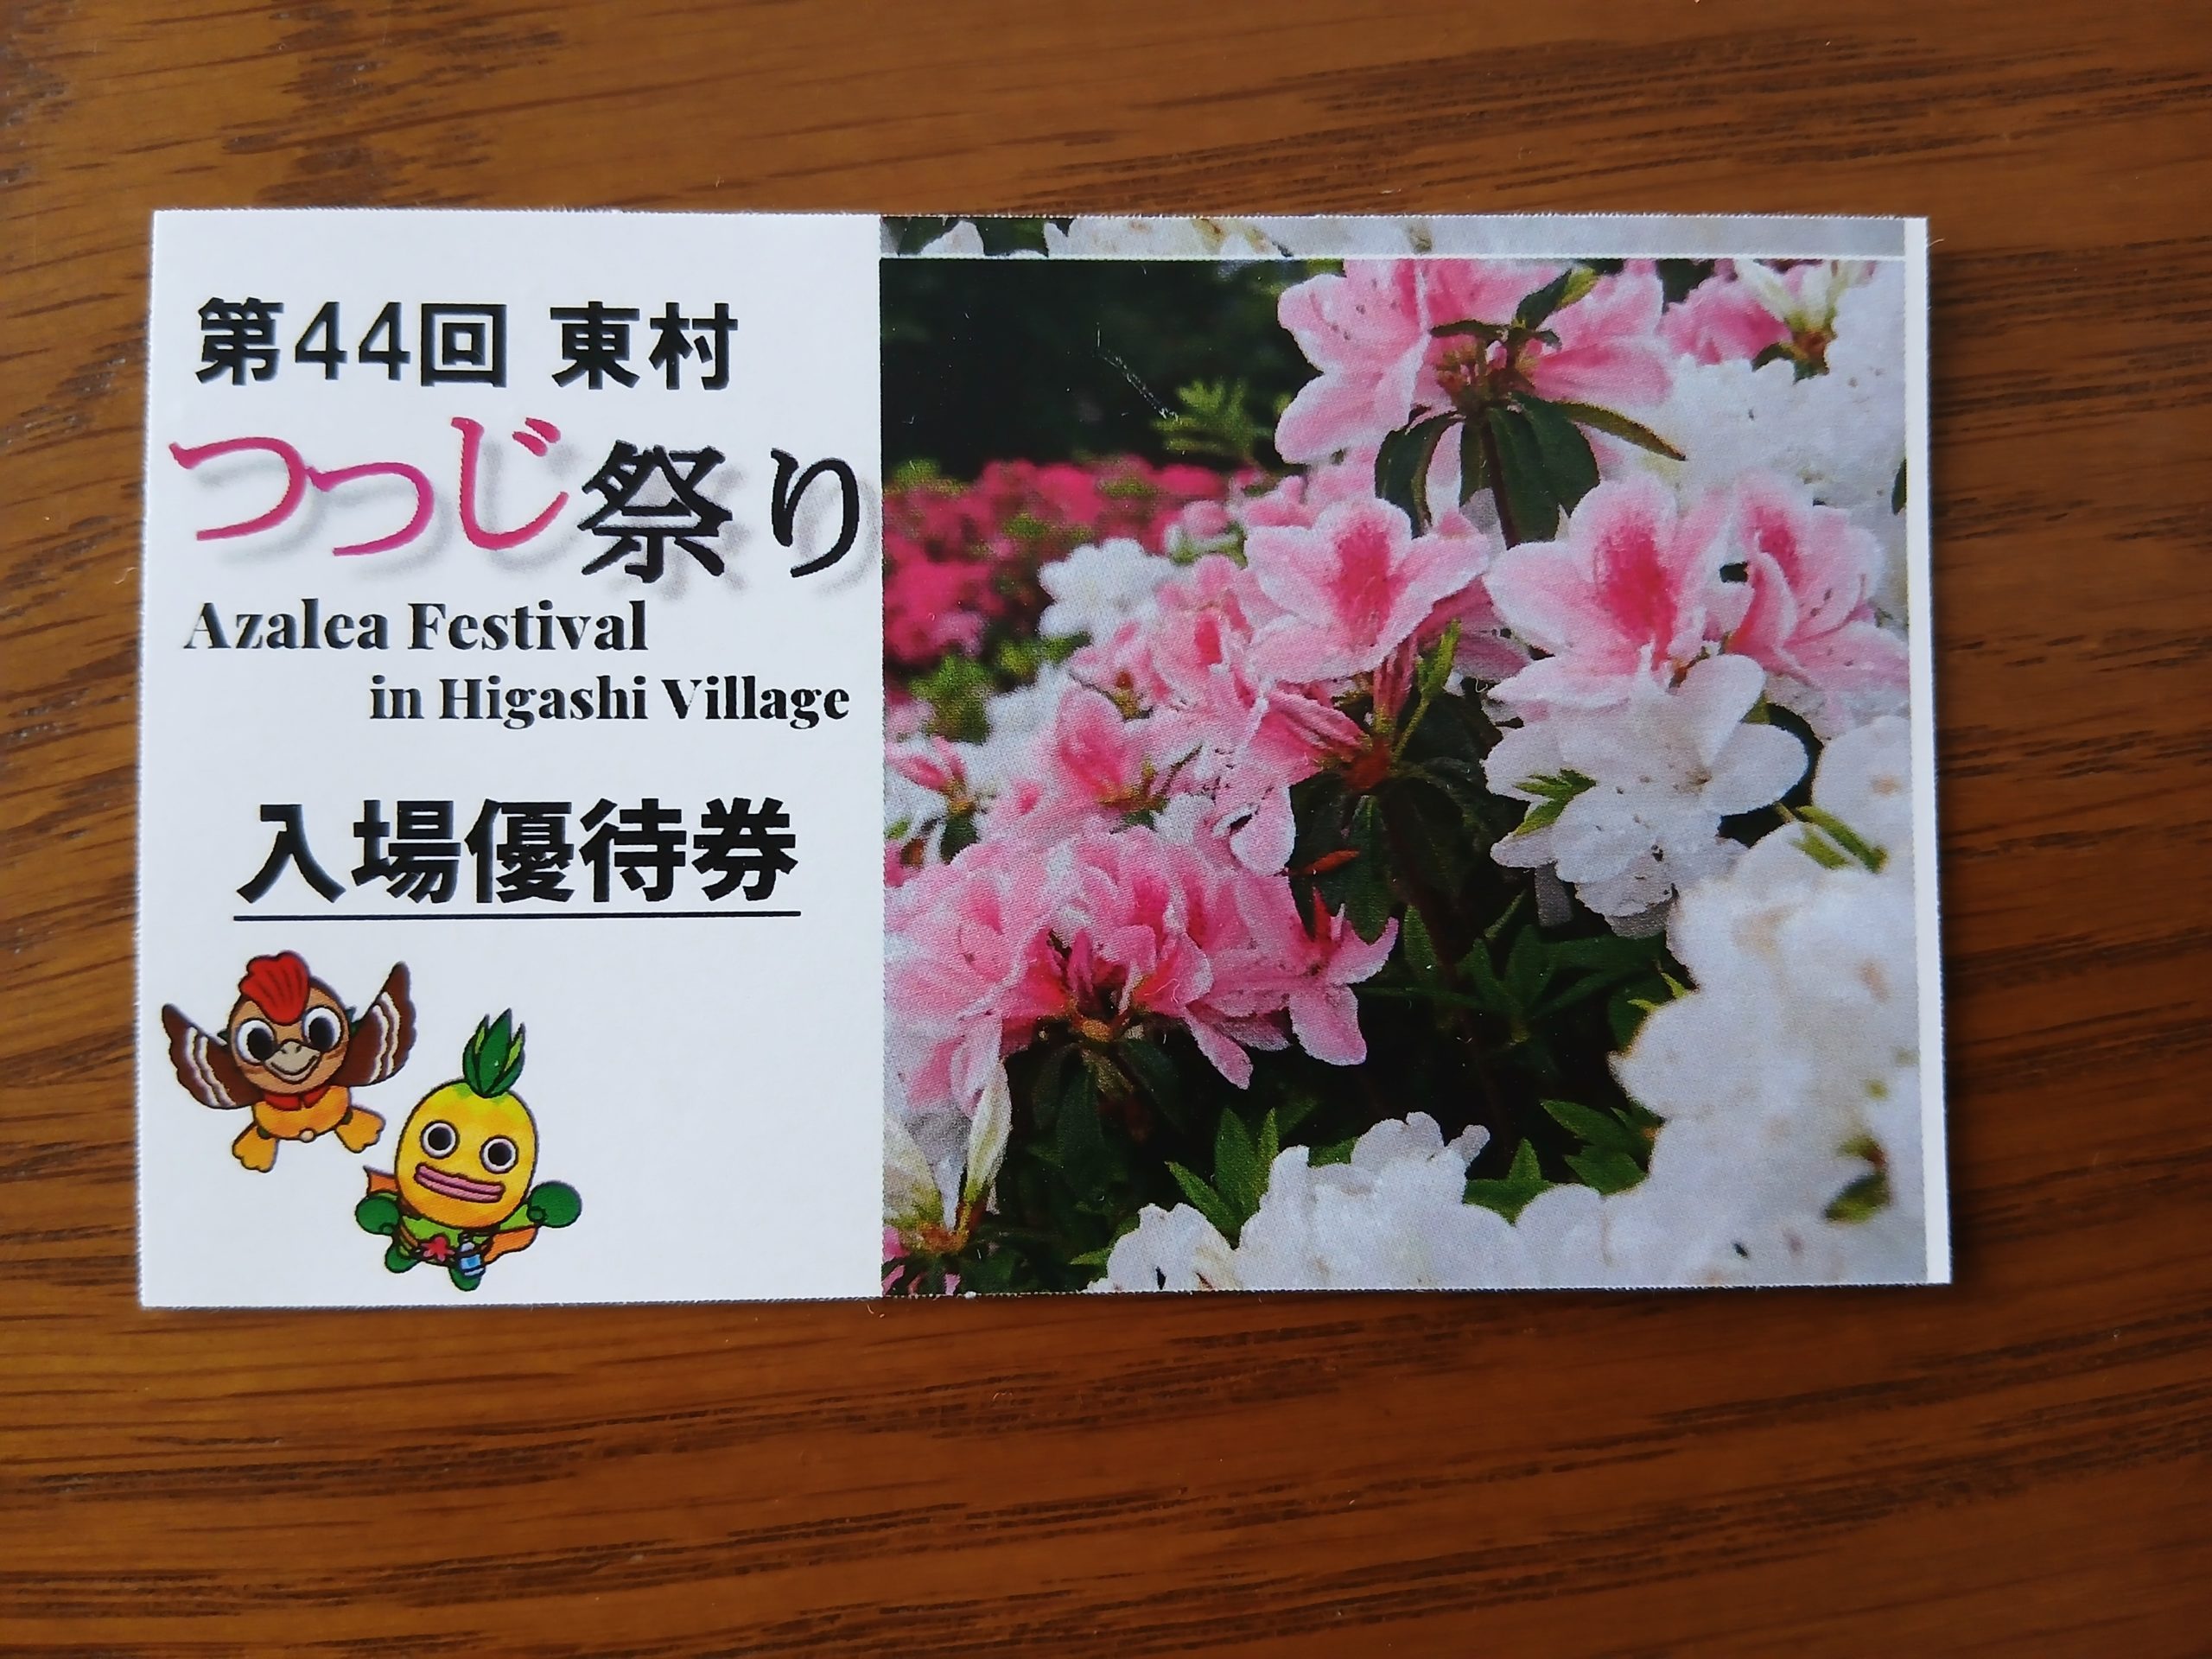 第44回 東村
つつじ祭り
Azalea Festival
in Higashi Village
入場優待券